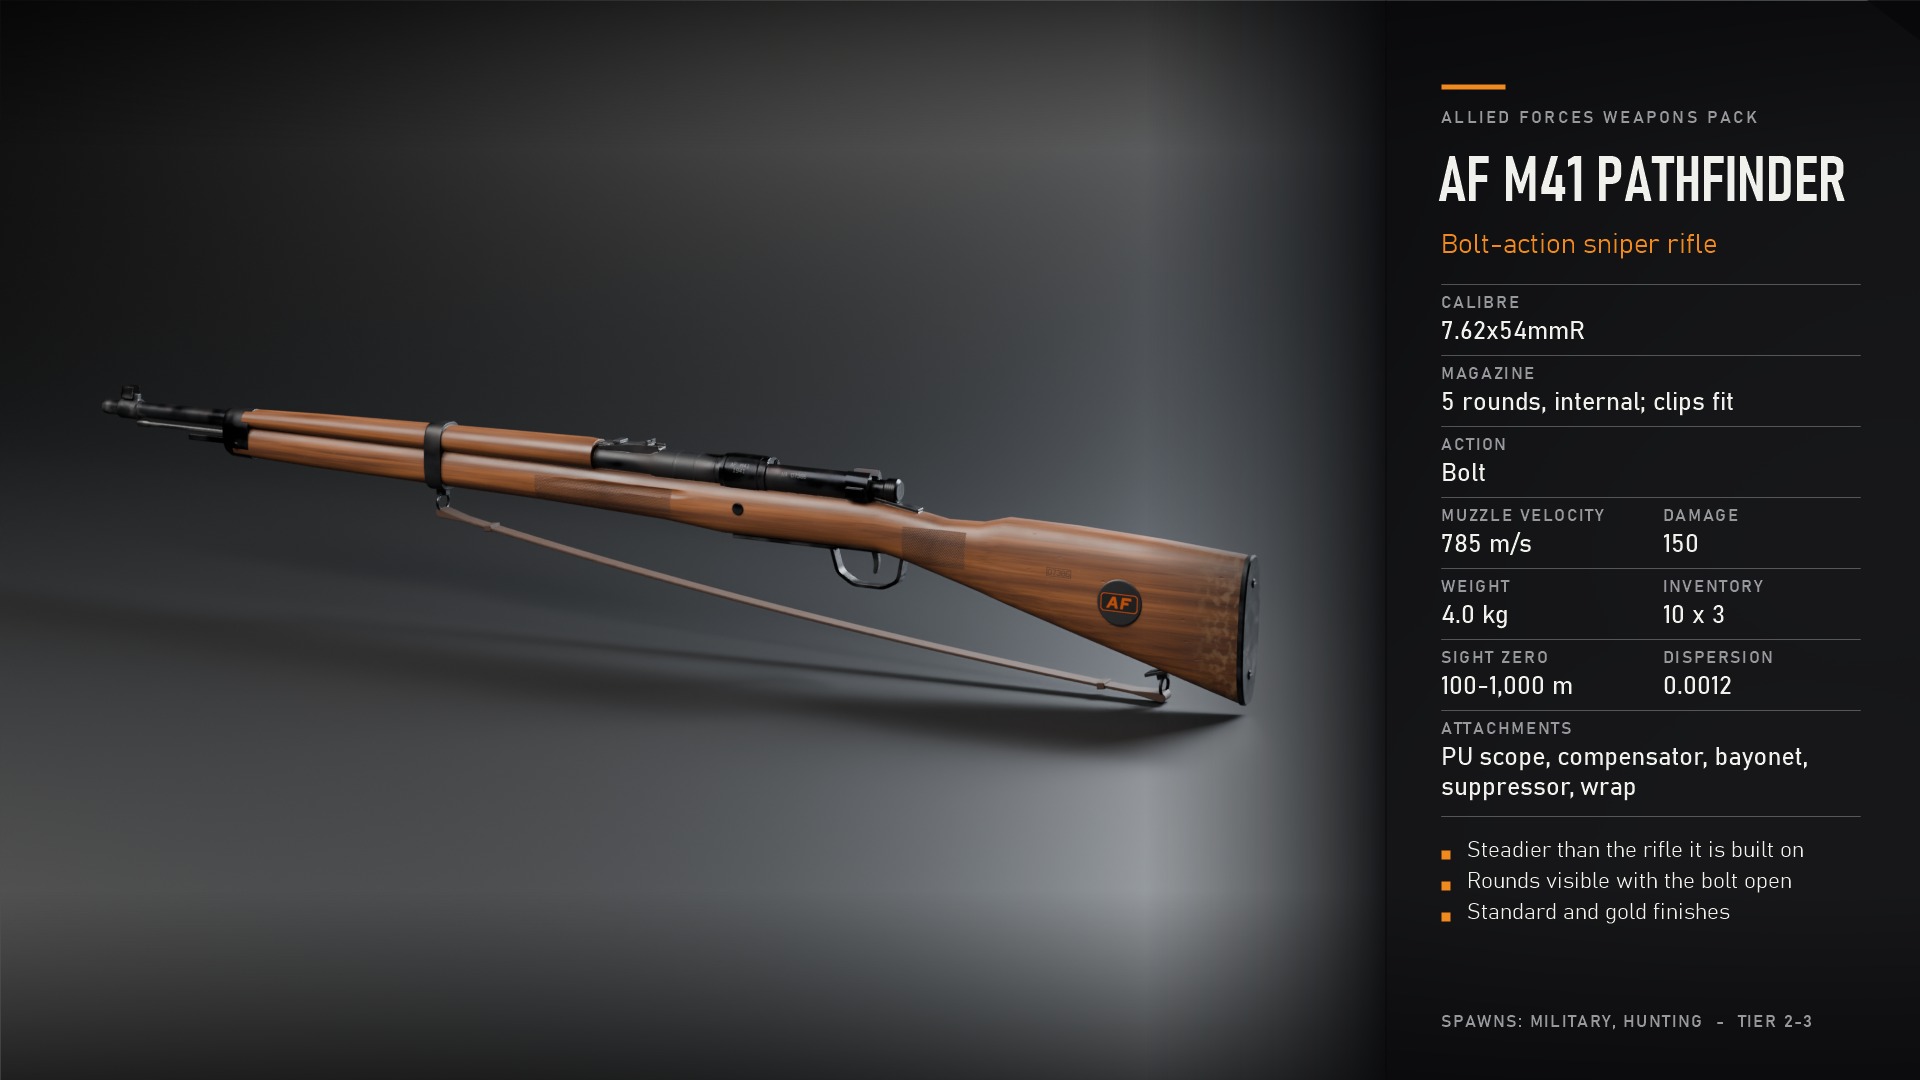 ALLIED FORCES WEAPONS PACK
AF M41 PATHFINDER
Bolt-action sniper rifle
CALIBRE
7.62x54mmR
MAGAZINE
5 rounds, internal; clips fit
ACTION
Bolt
MUZZLE VELOCITY DAMAGE
785 m/s 150
WEIGHT INVENTORY
4.0 kg 10 x 3
SIGHT ZERO DISPERSION
100-1,000 m 0.0012
ATTACHMENTS
PU scope, compensator, bayonet,
suppressor, wrap
Steadier than the rifle it is built on
Rounds visible with the bolt open
Standard and gold finishes
SPAWNS: MILITARY, HUNTING - TIER 2-3
AF